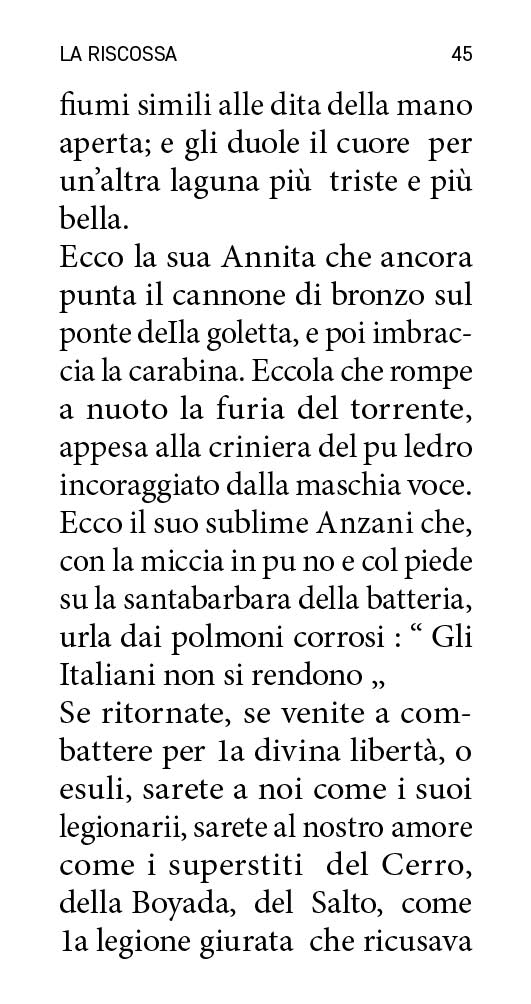 LA RISCOSSA 45
fiumi simili alle dita della mano
aperta; e gli duole il cuore  per
un’altra laguna più  triste e più
bella.
Ecco la sua Annita che ancora
punta il cannone di bronzo sul
ponte deIla goletta, e poi imbrac-
cia la carabina. Eccola che rompe
a nuoto la furia del torrente,
appesa alla criniera del pu ledro
incoraggiato dalla maschia voce.
Ecco il suo sublime Anzani che,
con la miccia in pu no e col piede
su la santabarbara della batteria,
urla dai polmoni corrosi : “ Gli
Italiani non si rendono „
Se ritornate, se venite a com-
battere per 1a divina libertà, o
esuli, sarete a noi come i suoi
legionarii, sarete al nostro amore
come i superstiti  del Cerro,
della Boyada,  del  Salto,  come
1a legione giurata  che ricusava